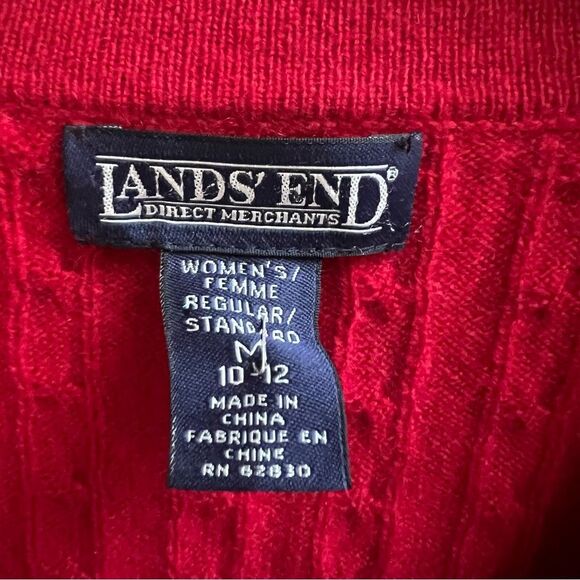 LANDS' END®
DIRECT MERCHANTS
WOMEN'S/
FEMME
REGULAR/
STANDARD
M
10-12
MADE IN
CHINA
FABRIQUE EN
CHINE
RN 62830